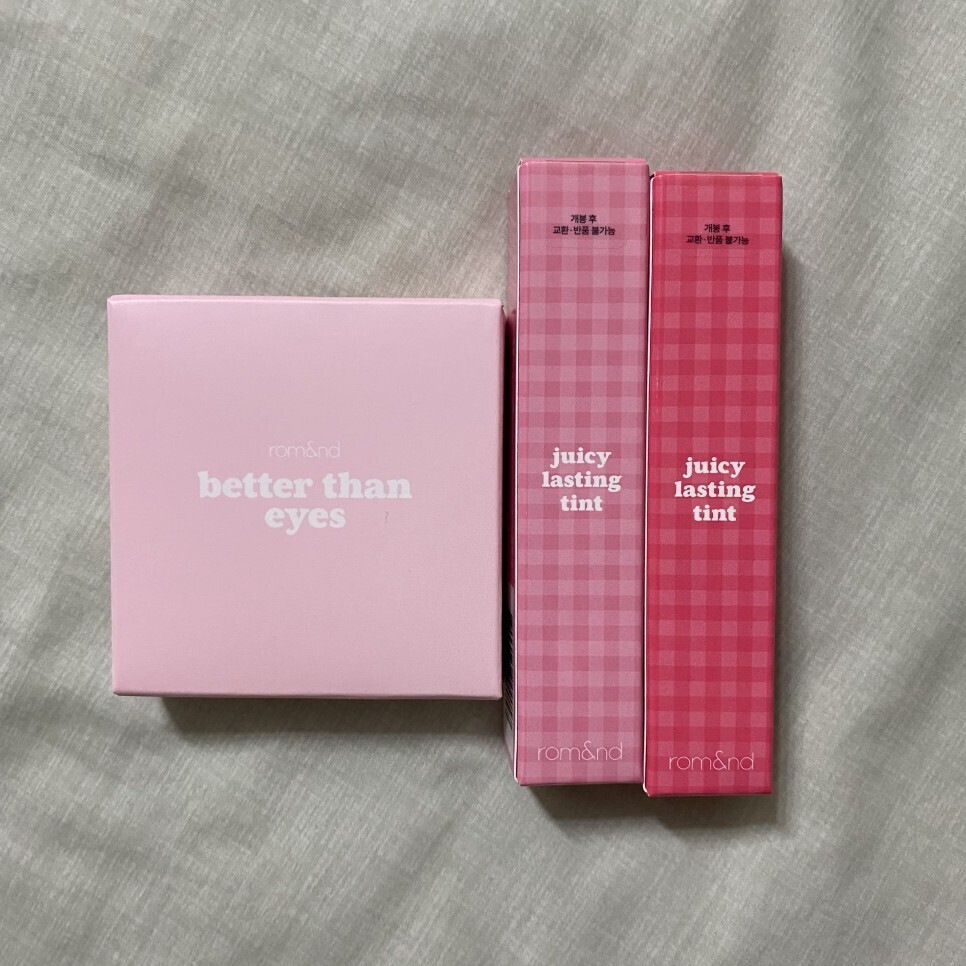 rom&nd
better than
eyes
개봉 후
교환·반품 불가능
juicy
lasting
tint
rom&nd
개봉 후
교환·반품 불가능
juicy
lasting
tint
rom&nd